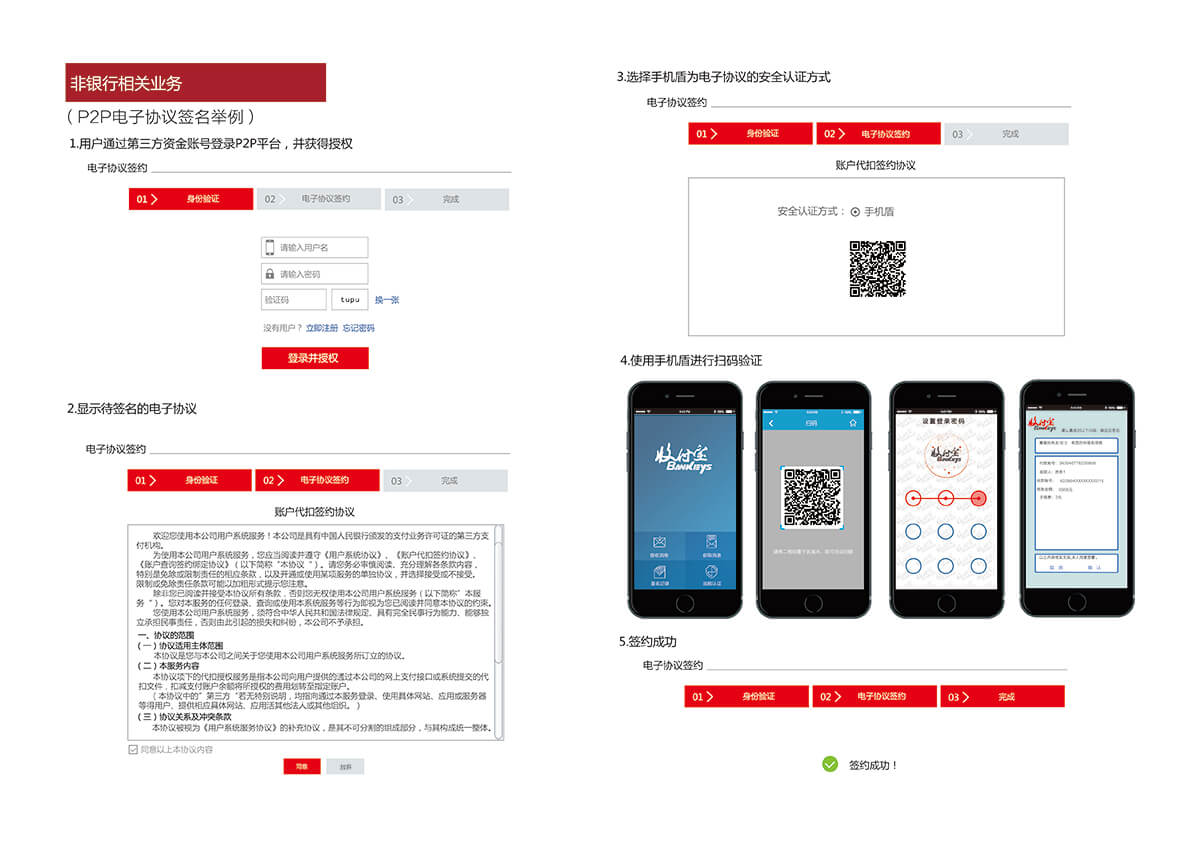 非银行相关业务
（P2P电子协议签名举例）
1.用户通过第三方资金账号登录P2P平台，并获得授权
电子协议签约
01 身份验证 02 电子协议签约 03 完成
请输入用户名
请输入密码
验证码 tupu 换一张
没有用户？ 立即注册 忘记密码
登录并授权
2.显示待签名的电子协议
电子协议签约
01 身份验证 02 电子协议签约 03 完成
账户代扣签约协议
欢迎您使用本公司用户系统服务！本公司是具有中国人民银行颁发的支付业务许可证的第三方支
付机构。
为使用本公司用户系统服务，您应当阅读并遵守《用户系统协议》、《账户代扣签约协议》、
《账户查询签约绑定协议》（以下简称“本协议“）。请您务必审慎阅读、充分理解各条款内容，
特别是免除或限制责任的相应条款，以及开通或使用某项服务的单独协议，并选择接受或不接受。
限制或免除责任条款可能以加粗形式提示您注意。
除非您已阅读并接受本协议所有条款，否则您无权使用本公司用户系统服务（以下简称”本服
务“）。您对本服务的任何登录、查询或使用本系统服务等行为即视为您已阅读并同意本协议的约束。
您使用本公司用户系统服务，须符合中华人民共和国法律规定、具有完全民事行为能力、能够独
立承担民事责任，否则由此引起的损失和纠纷，本公司不予承担。
一、协议的范围
（一）协议适用主体范围
本协议是您与本公司之间关于您使用本公司用户系统服务所订立的协议。
（二）本服务内容
本协议项下的代扣授权服务是指本公司向用户提供的透过本公司的网上支付接口或系统提交的代
扣文件，扣减支付账户余额将所授权的费用划转至指定账户。
（本协议中的”第三方“若无特别说明，均指向通过本服务登录、使用具体网站、应用或服务器
等得用户、提供相应具体网站、应用活其他法人或其他组织。）
（三）协议关系及冲突条款
本协议被视为《用户系统服务协议》的补充协议，是其不可分割的组成部分，与其构成统一整体。
同意以上本协议内容
同意 放弃
3.选择手机盾为电子协议的安全认证方式
电子协议签约
01 身份验证 02 电子协议签约 03 完成
账户代扣签约协议
安全认证方式： 手机盾
4.使用手机盾进行扫码验证
收付宝
BANKEYS
扫码
设置登录密码
收付宝
BANKEYS
收付宝
BANKEYS
5.签约成功
电子协议签约
01 身份验证 02 电子协议签约 03 完成
签约成功！